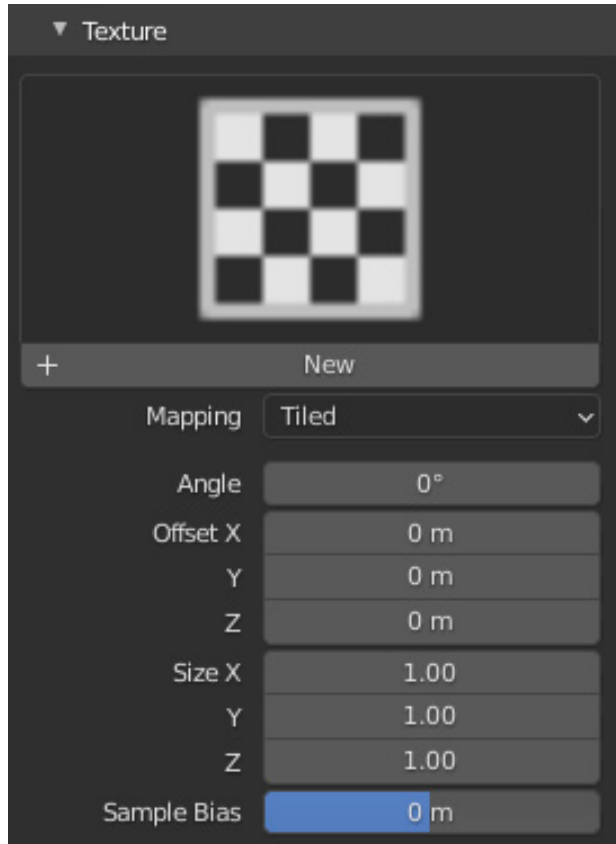 Texture
+ New
Mapping Tiled
Angle 0°
Offset X 0 m
Y 0 m
Z 0 m
Size X 1.00
Y 1.00
Z 1.00
Sample Bias 0 m